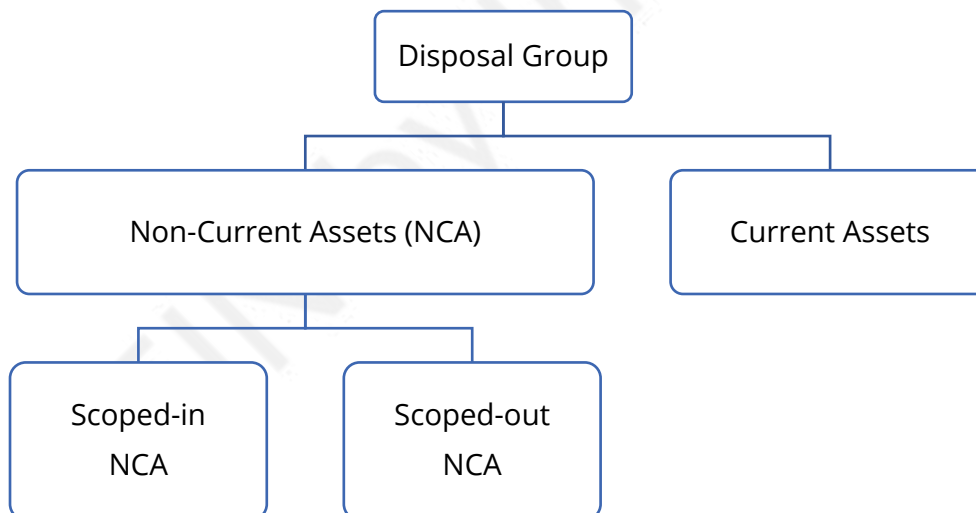 Disposal Group
Non-Current Assets (NCA)
Current Assets
Scoped-in
NCA
Scoped-out
NCA